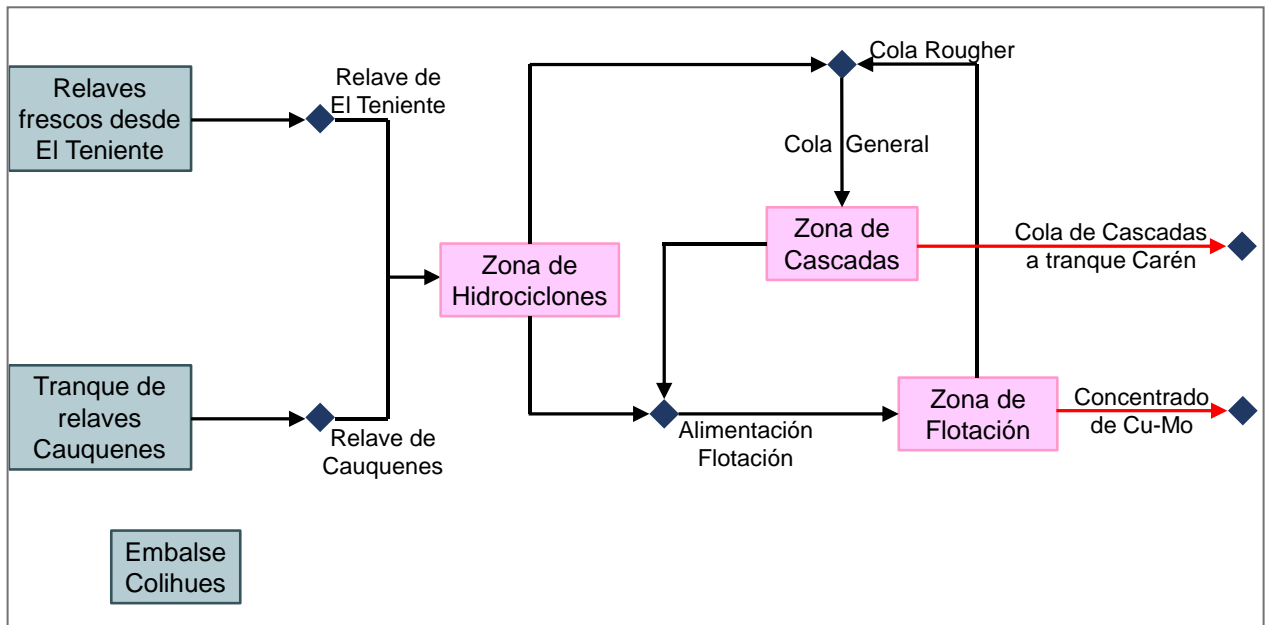 Relaves
frescos desde
El Teniente
Relave de
El Teniente
Cola Rougher
Cola General
Zona de
Cascadas
Cola de Cascadas
a tranque Carén
Zona de
Hidrociclones
Tranque de
relaves
Cauquenes
Relave de
Cauquenes
Alimentación
Flotación
Zona de
Flotación
Concentrado
de Cu-Mo
Embalse
Colihues